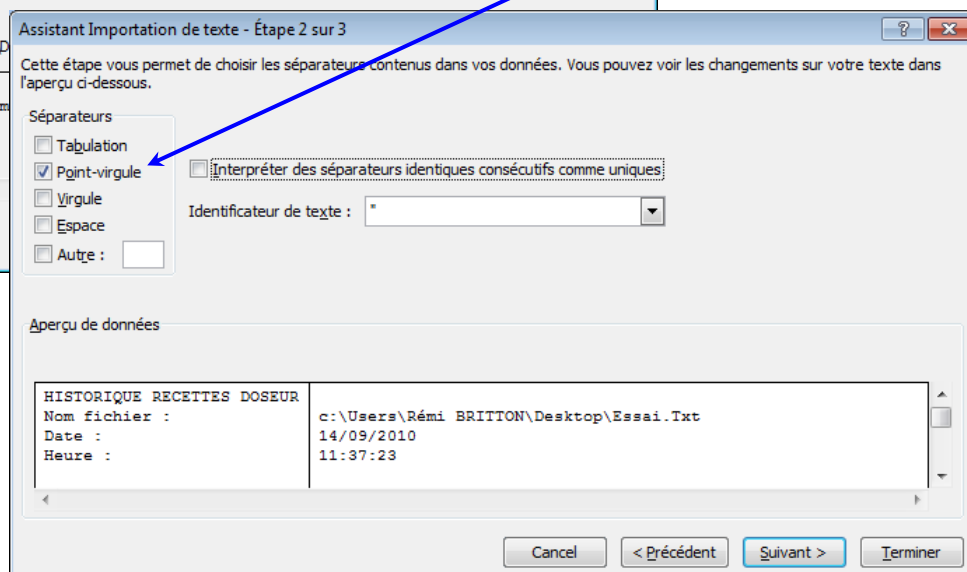 Assistant Importation de texte - Étape 2 sur 3
Cette étape vous permet de choisir les séparateurs contenus dans vos données. Vous pouvez voir les changements sur votre texte dans
l'aperçu ci-dessous.
Séparateurs
Tabulation
Point-virgule
Virgule
Espace
Autre :
Interpréter des séparateurs identiques consécutifs comme uniques
Identificateur de texte : "
Aperçu de données
HISTORIQUE RECETTES DOSEUR
Nom fichier : c:\Users\Rémi BRITTON\Desktop\Essai.Txt
Date : 14/09/2010
Heure : 11:37:23
Cancel < Précédent Suivant > Terminer